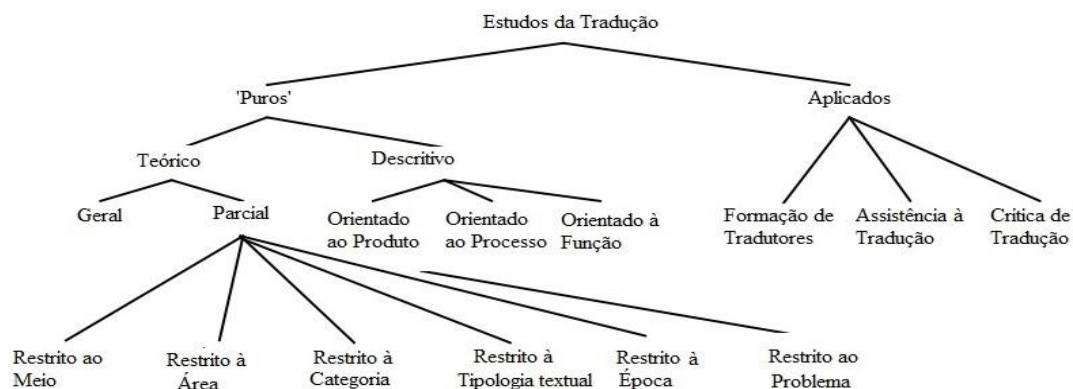 Estudos da Tradução
'Puros'
Aplicados
Teórico
Descritivo
Geral
Parcial
Orientado
ao Produto
Orientado
ao Processo
Orientado à
Função
Formação de
Tradutores
Assistência à
Tradução
Crítica de
Tradução
Restrito ao
Meio
Restrito à
Área
Restrito à
Categoria
Restrito à
Tipologia textual
Restrito à
Época
Restrito ao
Problema